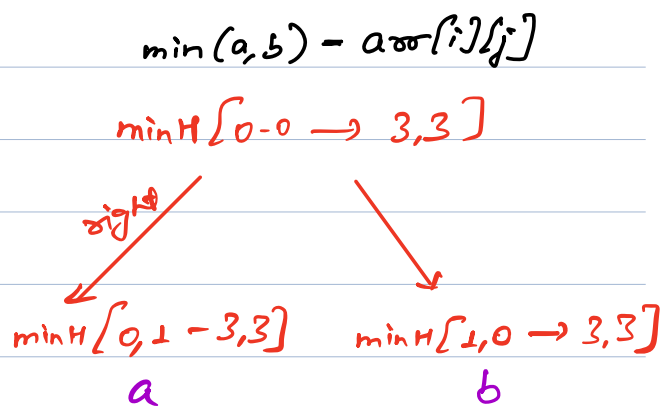 min(a,b) - arr[i][j]
minH[0-0 → 3,3]
right
minH[0,1 - 3,3] minH[1,0 → 3,3]
a b